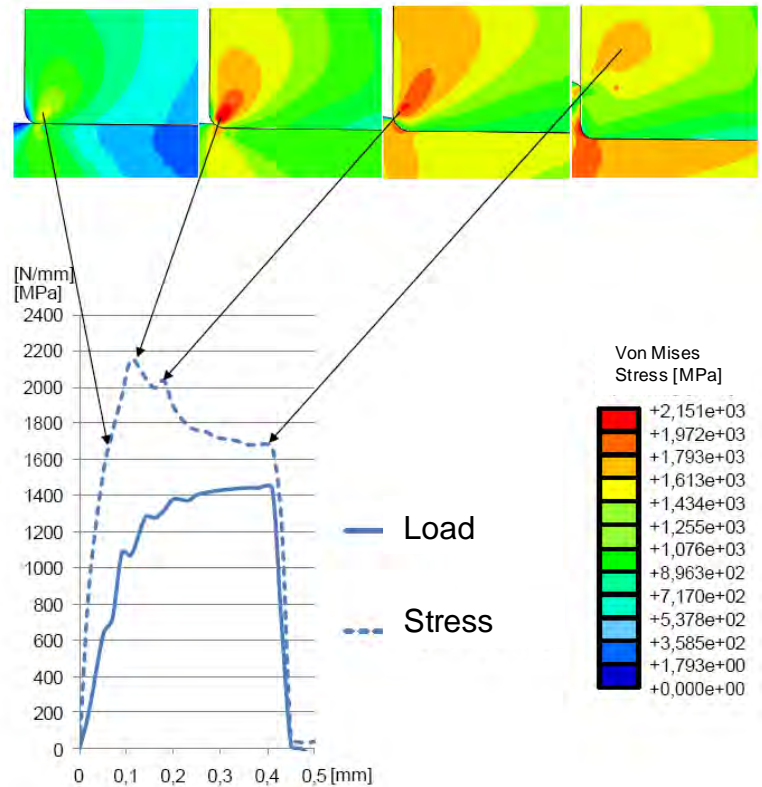 [N/mm]
[MPa]
2400
2200
2000
1800
1600
1400
1200
1000
800
600
400
200
0
0 0,1 0,2 0,3 0,4 0,5 [mm]
Load
Stress
Von Mises
Stress [MPa]
+2,151e+03
+1,972e+03
+1,793e+03
+1,613e+03
+1,434e+03
+1,255e+03
+1,076e+03
+8,963e+02
+7,170e+02
+5,378e+02
+3,585e+02
+1,793e+00
+0,000e+00